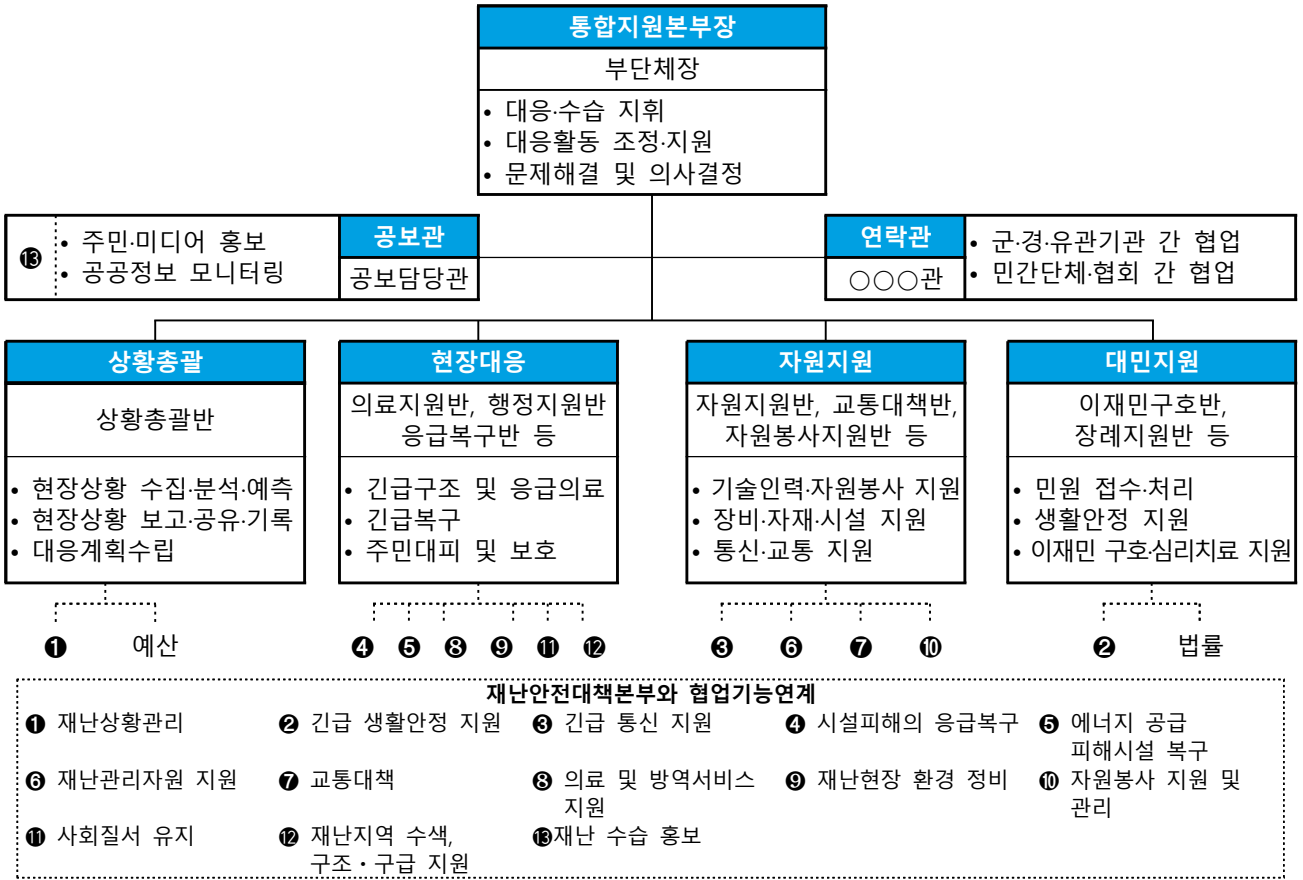 통합지원본부장
부단체장
• 대응·수습 지휘
• 대응활동 조정·지원
• 문제해결 및 의사결정
⓭
• 주민·미디어 홍보
• 공공정보 모니터링
공보관
공보담당관
연락관
○○○관
• 군·경·유관기관 간 협업
• 민간단체·협회 간 협업
상황총괄
상황총괄반
• 현장상황 수집·분석·예측
• 현장상황 보고·공유·기록
• 대응계획수립
❶ 예산
현장대응
의료지원반, 행정지원반
응급복구반 등
• 긴급구조 및 응급의료
• 긴급복구
• 주민대피 및 보호
❹ ❺ ❽ ❾ ⓫ ⓬
자원지원
자원지원반, 교통대책반,
자원봉사지원반 등
• 기술인력·자원봉사 지원
• 장비·자재·시설 지원
• 통신·교통 지원
❸ ❻ ❼ ❿
대민지원
이재민구호반,
장례지원반 등
• 민원 접수·처리
• 생활안정 지원
• 이재민 구호·심리치료 지원
❷ 법률
재난안전대책본부와 협업기능연계
❶ 재난상황관리
❷ 긴급 생활안정 지원
❸ 긴급 통신 지원
❹ 시설피해의 응급복구
❺ 에너지 공급
피해시설 복구
❻ 재난관리자원 지원
❼ 교통대책
❽ 의료 및 방역서비스
지원
❾ 재난현장 환경 정비
❿ 자원봉사 지원 및
관리
⓫ 사회질서 유지
⓬ 재난지역 수색,
구조・구급 지원
⓭재난 수습 홍보